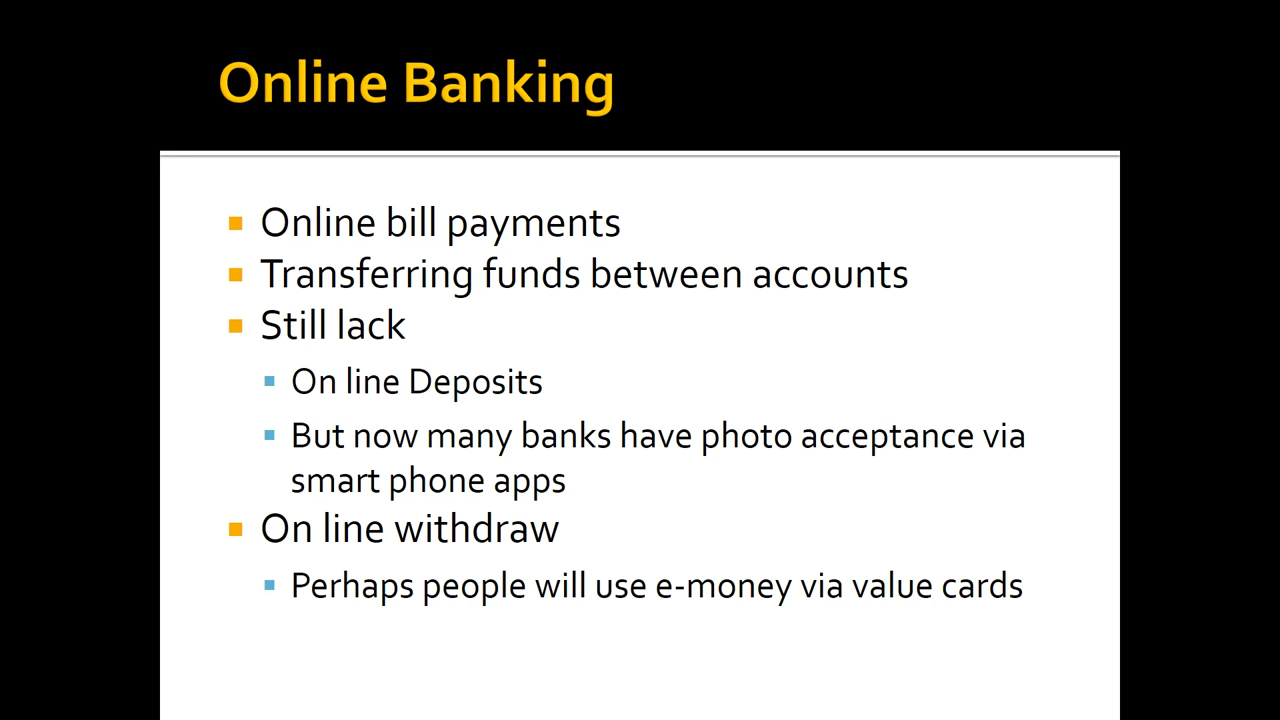 Online Banking
Online bill payments
Transferring funds between accounts
Still lack
On line Deposits
But now many banks have photo acceptance via
smart phone apps
On line withdraw
Perhaps people will use e-money via value cards